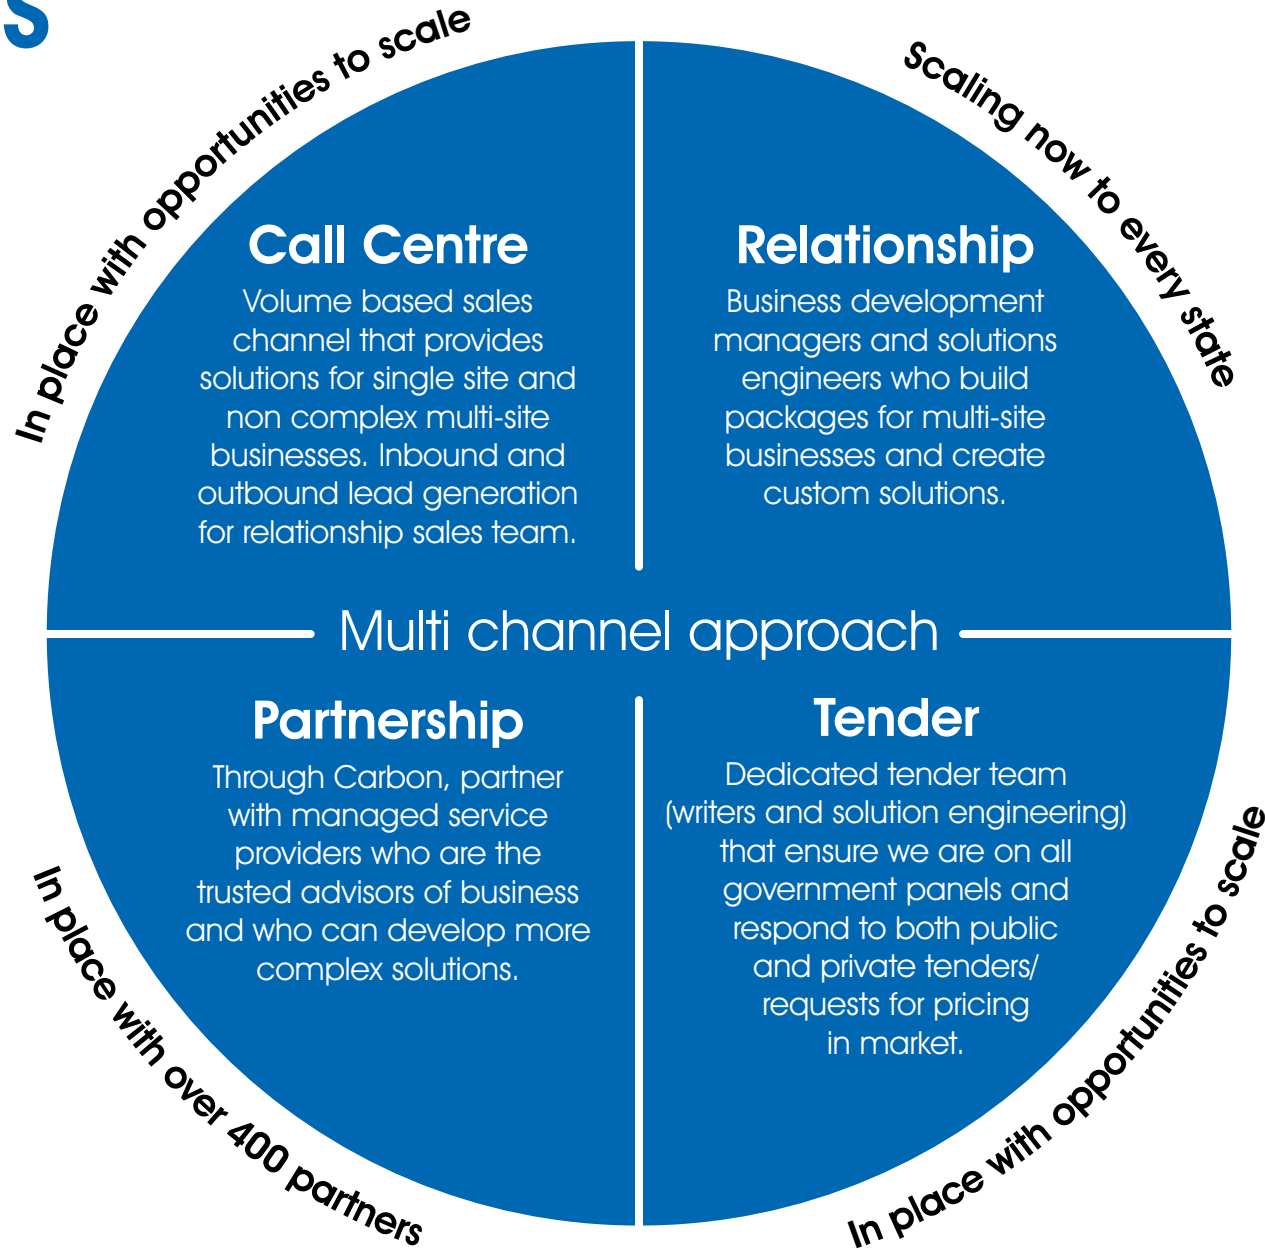 s
In place with opportunities to scale
Scaling now to every state
Call Centre
Volume based sales
channel that provides
solutions for single site and
non complex multi-site
businesses. Inbound and
outbound lead generation
for relationship sales team.
Relationship
Business development
managers and solutions
engineers who build
packages for multi-site
businesses and create
custom solutions.
Multi channel approach
Partnership
Through Carbon, partner
with managed service
providers who are the
trusted advisors of business
and who can develop more
complex solutions.
Tender
Dedicated tender team
(writers and solution engineering)
that ensure we are on all
government panels and
respond to both public
and private tenders/
requests for pricing
in market.
In place with over 400 partners
In place with opportunities to scale